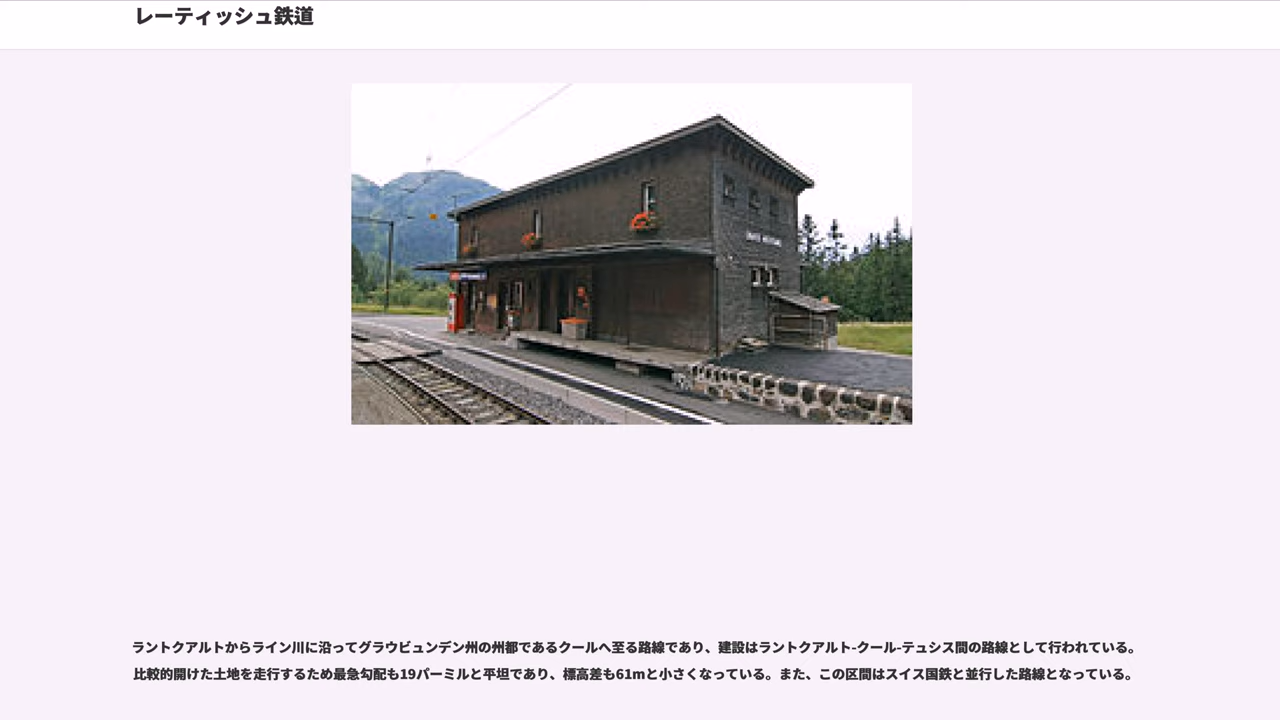 レーティッシュ鉄道
ラントクアルトからライン川に沿ってグラウビュンデン州の州都であるクールへ至る路線であり、建設はラントクアルト-クール-テュシス間の路線として行われている。
比較的開けた土地を走行するため最急勾配も19パーミルと平坦であり、標高差も61mと小さくなっている。また、この区間はスイス国鉄と並行した路線となっている。